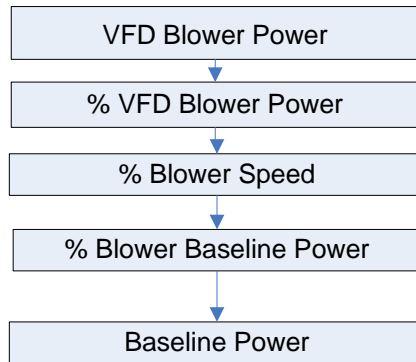 VFD Blower Power
% VFD Blower Power
% Blower Speed
% Blower Baseline Power
Baseline Power